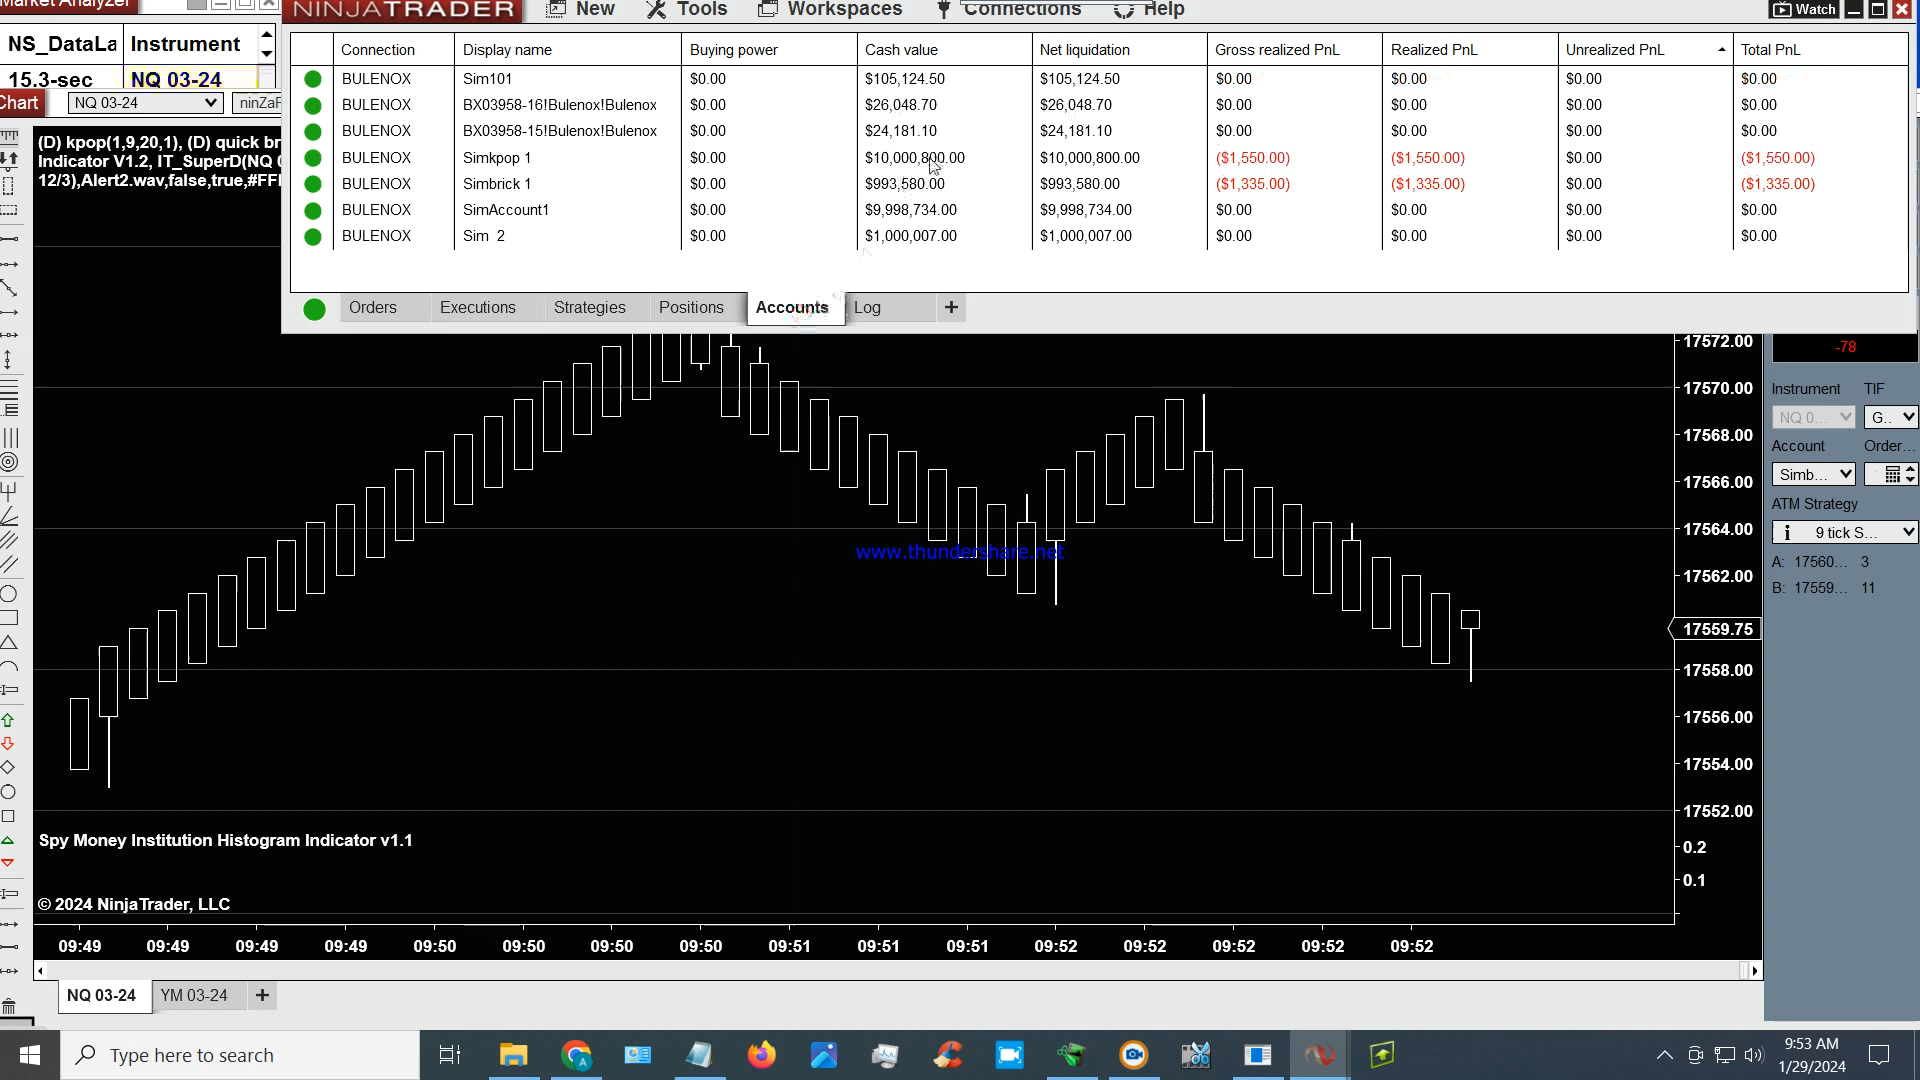 Market Analyzer
NINJATRADER New Tools Workspaces Connections Help Watch
NS_DataLa Instrument
15.3-sec NQ 03-24
Chart NQ 03-24 ninZaR
Connection Display name Buying power Cash value Net liquidation Gross realized PnL Realized PnL Unrealized PnL Total PnL
BULENOX Sim101 $0.00 $105,124.50 $105,124.50 $0.00 $0.00 $0.00 $0.00
BULENOX BX03958-16!Bulenox!Bulenox $0.00 $26,048.70 $26,048.70 $0.00 $0.00 $0.00 $0.00
BULENOX BX03958-15!Bulenox!Bulenox $0.00 $24,181.10 $24,181.10 $0.00 $0.00 $0.00 $0.00
BULENOX Simkpop 1 $0.00 $10,000,800.00 $10,000,800.00 ($1,550.00) ($1,550.00) $0.00 ($1,550.00)
BULENOX Simbrick 1 $0.00 $993,580.00 $993,580.00 ($1,335.00) ($1,335.00) $0.00 ($1,335.00)
BULENOX SimAccount1 $0.00 $9,998,734.00 $9,998,734.00 $0.00 $0.00 $0.00 $0.00
BULENOX Sim 2 $0.00 $1,000,007.00 $1,000,007.00 $0.00 $0.00 $0.00 $0.00
Orders Executions Strategies Positions Accounts Log +
(D) kpop(1,9,20,1), (D) quick br
Indicator V1.2, IT_SuperD(NQ
12/3),Alert2.wav,false,true,#FF
17572.00
17570.00
17568.00
17566.00
17564.00
17562.00
17559.75
17558.00
17556.00
17554.00
17552.00
0.2
0.1
-78
Instrument TIF
NQ 0... G..
Account Order...
Simb...
ATM Strategy
i 9 tick S...
A: 17560... 3
B: 17559... 11
www.thundershare.net
Spy Money Institution Histogram Indicator v1.1
© 2024 NinjaTrader, LLC
09:49 09:49 09:49 09:49 09:50 09:50 09:50 09:50 09:51 09:51 09:51 09:52 09:52 09:52 09:52 09:52
NQ 03-24 YM 03-24 +
Type here to search
9:53 AM
1/29/2024